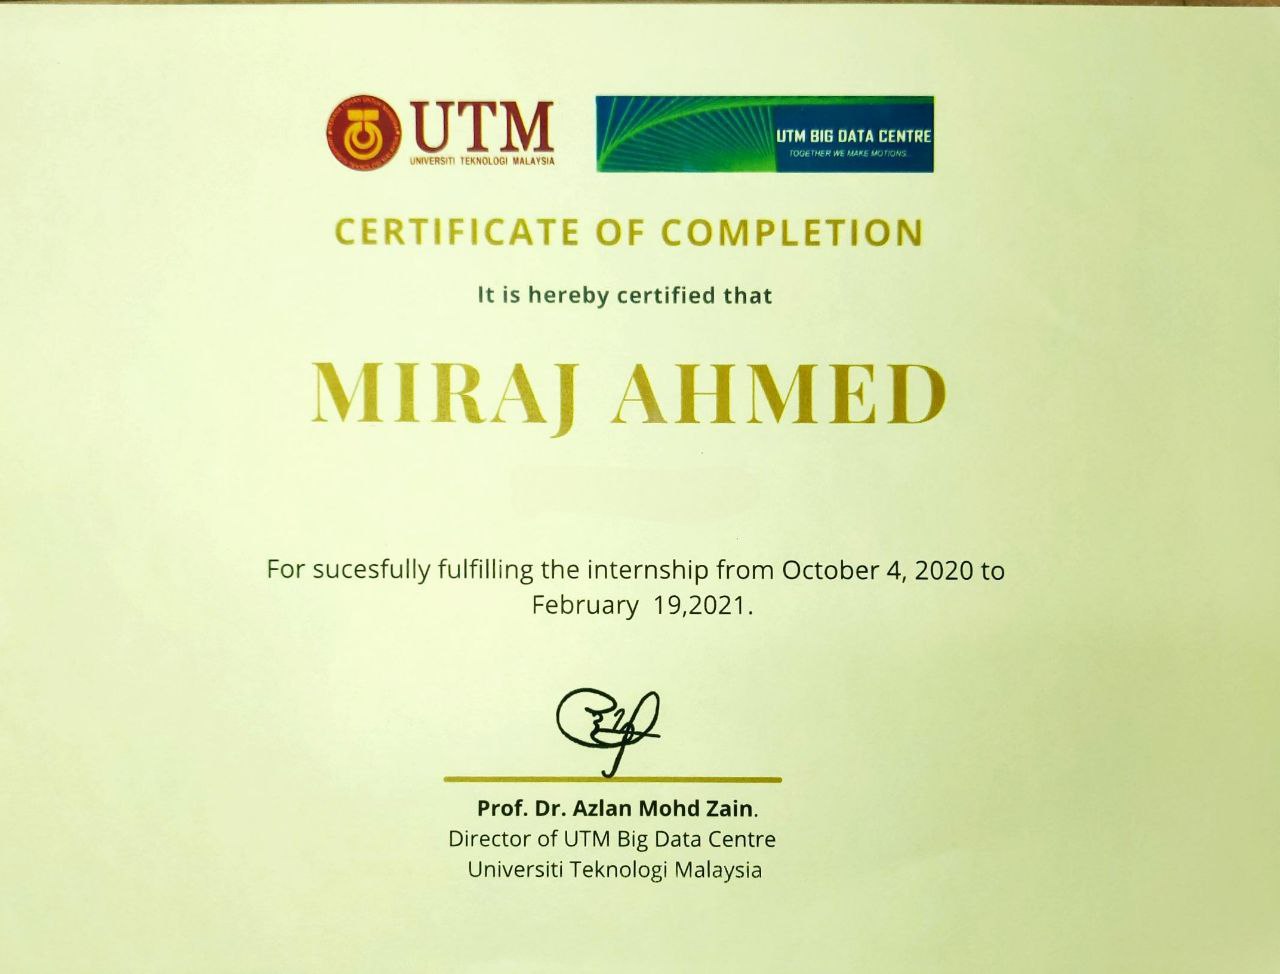 UTM
UNIVERSITI TEKNOLOGI MALAYSIA
UTM BIG DATA CENTRE
TOGETHER WE MAKE MOTIONS...
CERTIFICATE OF COMPLETION
It is hereby certified that
MIRAJ AHMED
For sucesfully fulfilling the internship from October 4, 2020 to
February 19,2021.
Prof. Dr. Azlan Mohd Zain.
Director of UTM Big Data Centre
Universiti Teknologi Malaysia